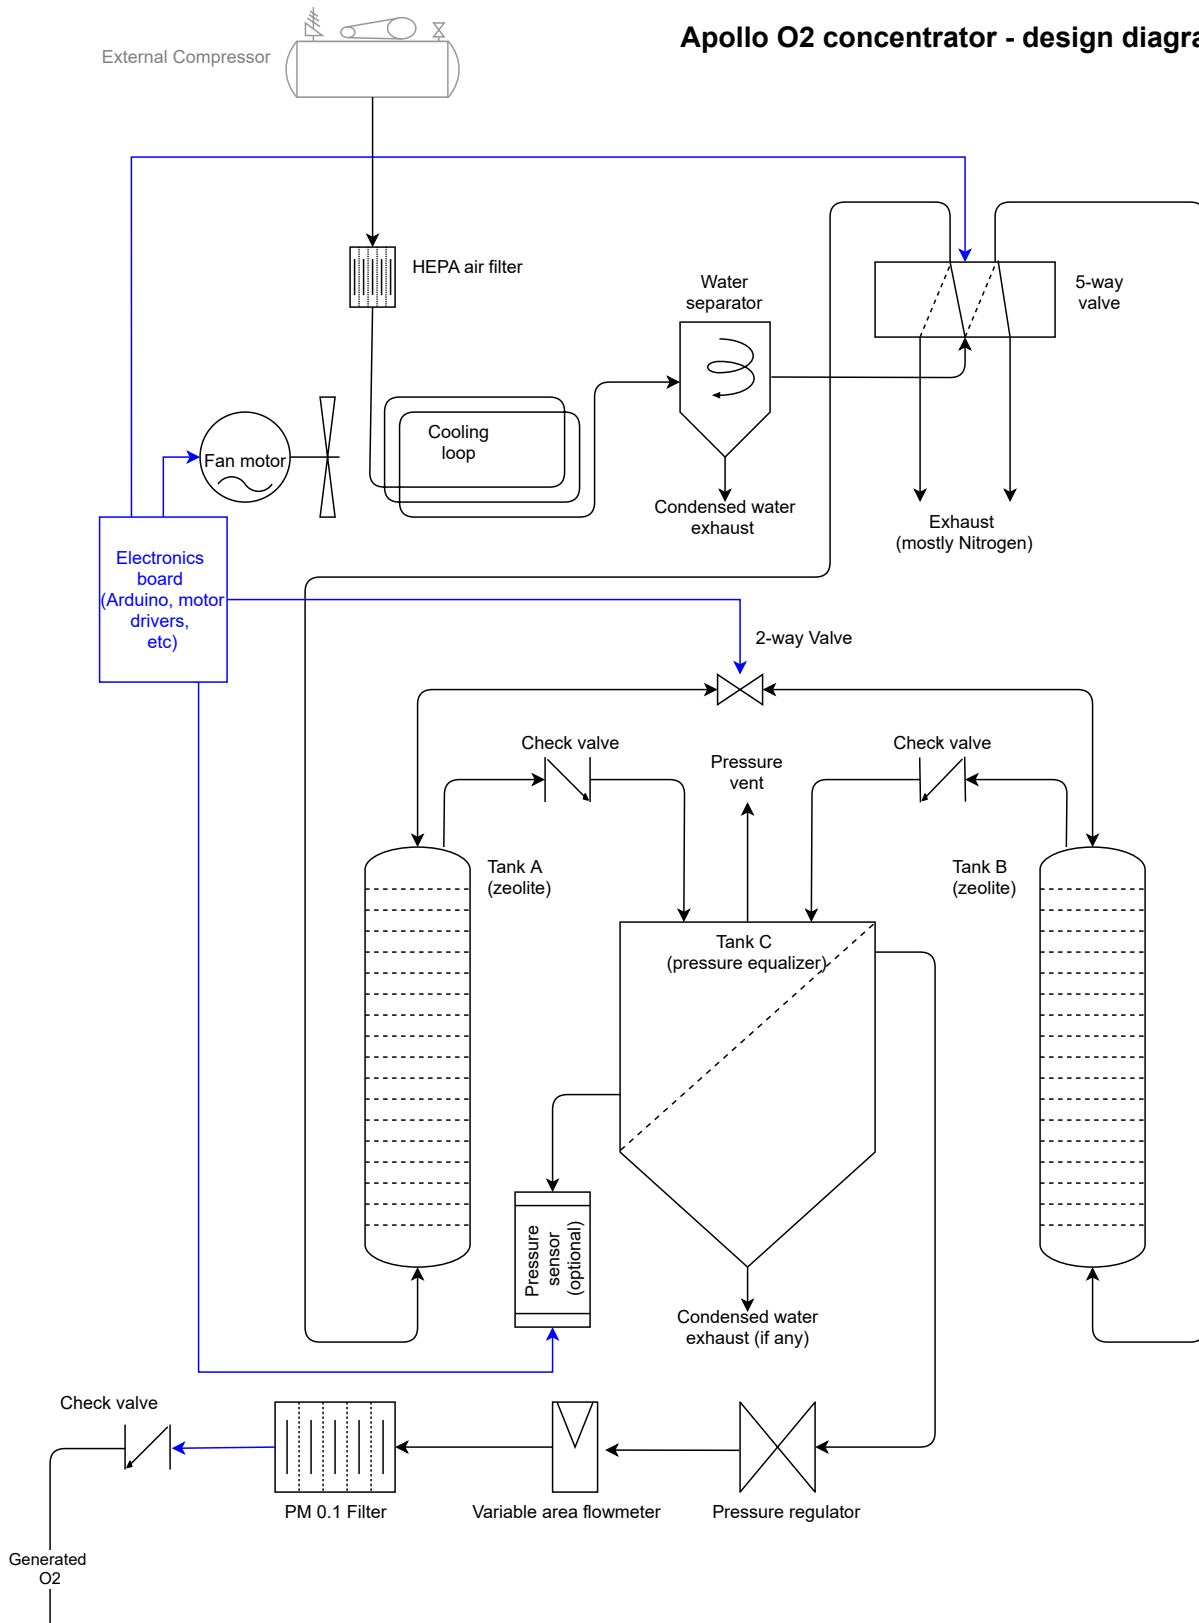 Apollo O2 concentrator - design diagra
External Compressor
HEPA air filter
Water
separator
5-way
valve
Cooling
loop
Fan motor
Condensed water
exhaust
Exhaust
(mostly Nitrogen)
Electronics
board
(Arduino, motor
drivers,
etc)
2-way Valve
Check valve
Pressure
vent
Check valve
Tank A
(zeolite)
Tank B
(zeolite)
Tank C
(pressure equalizer)
Pressure
sensor
(optional)
Condensed water
exhaust (if any)
Check valve
PM 0.1 Filter
Variable area flowmeter
Pressure regulator
Generated
O2